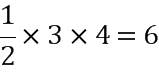 1/2 × 3 × 4 = 6